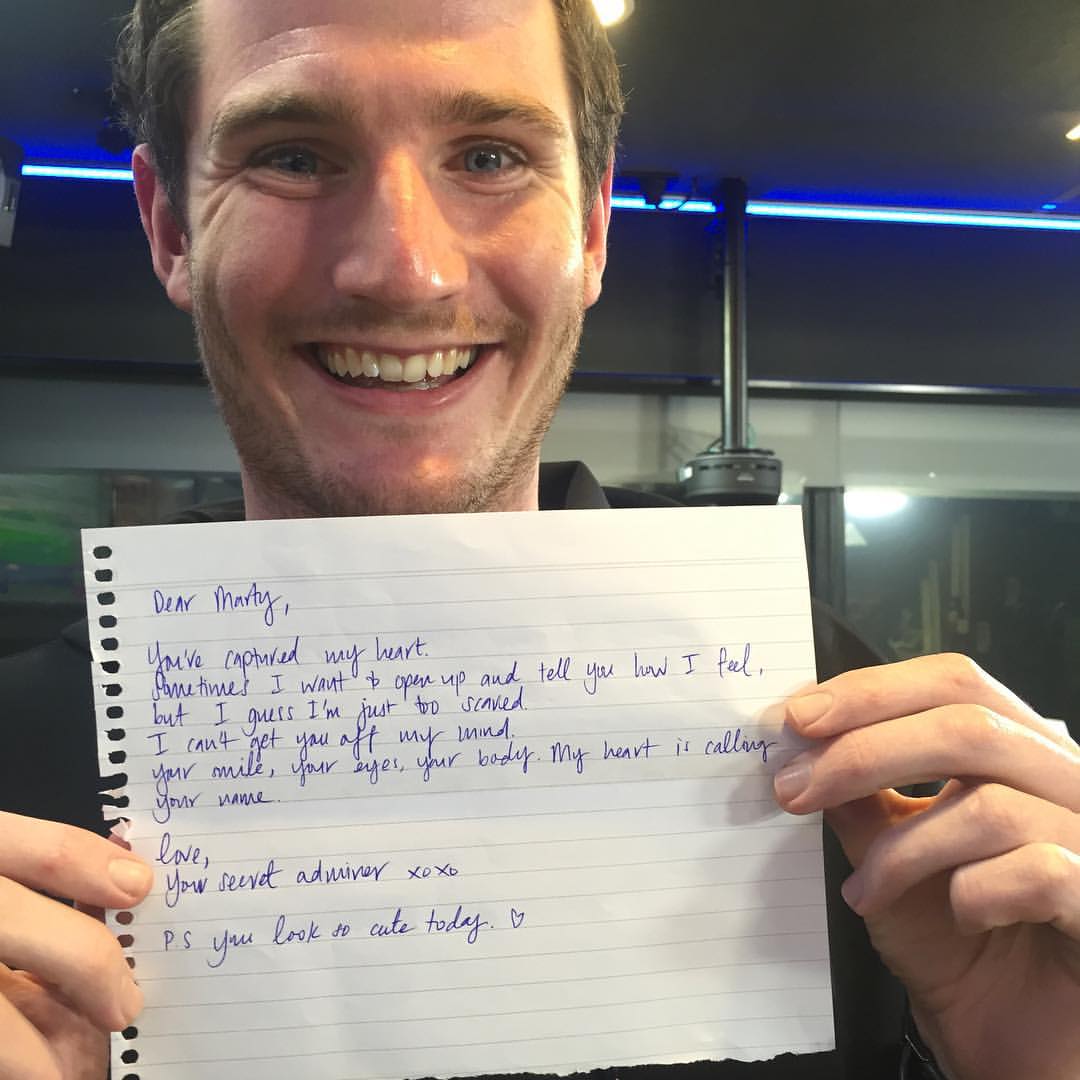 Dear Marty,
You've captured my heart.
Sometimes I want to open up and tell you how I feel,
but I guess I'm just too scared.
I can't get you off my mind.
Your smile, your eyes, your body. My heart is calling
your name.
love,
Your secret admirer xoxo
PS you look so cute today. ♡